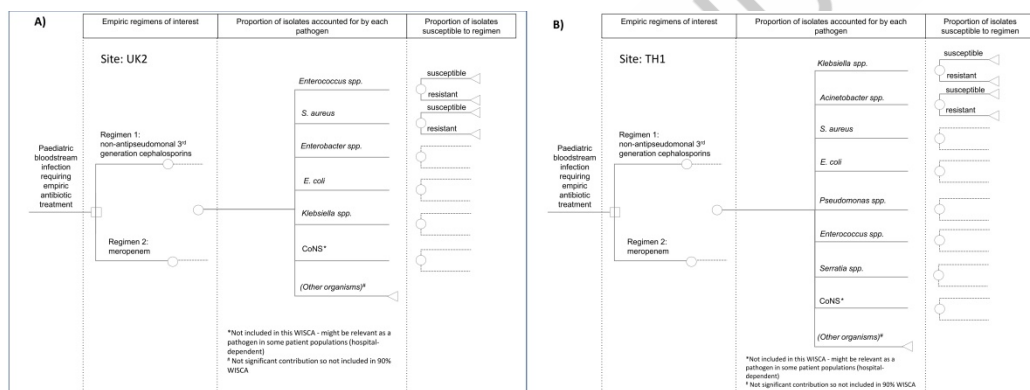 A)
Empiric regimens of interest
Proportion of isolates accounted for by each
pathogen
Proportion of isolates
susceptible to regimen
Site: UK2
Paediatric
bloodstream
infection
requiring
empiric
antibiotic
treatment
Regimen 1:
non-antipseudomonal 3rd
generation cephalosporins
Regimen 2:
meropenem
Enterococcus spp.
S. aureus
Enterobacter spp.
E. coli
Klebsiella spp.
CoNS*
(Other organisms)#
susceptible
resistant
susceptible
resistant
*Not included in this WISCA - might be relevant as a
pathogen in some patient populations (hospital-
dependent)
# Not significant contribution so not included in 90%
WISCA
B)
Empiric regimens of interest
Proportion of isolates accounted for by each
pathogen
Proportion of isolates
susceptible to regimen
Site: TH1
Paediatric
bloodstream
infection
requiring
empiric
antibiotic
treatment
Regimen 1:
non-antipseudomonal 3rd
generation cephalosporins
Regimen 2:
meropenem
Klebsiella spp.
Acinetobacter spp.
S. aureus
E. coli
Pseudomonas spp.
Enterococcus spp.
Serratia spp.
CoNS*
(Other organisms)#
susceptible
resistant
susceptible
resistant
*Not included in this WISCA - might be relevant as a
pathogen in some patient populations (hospital-
dependent)
# Not significant contribution so not included in 90% WISCA